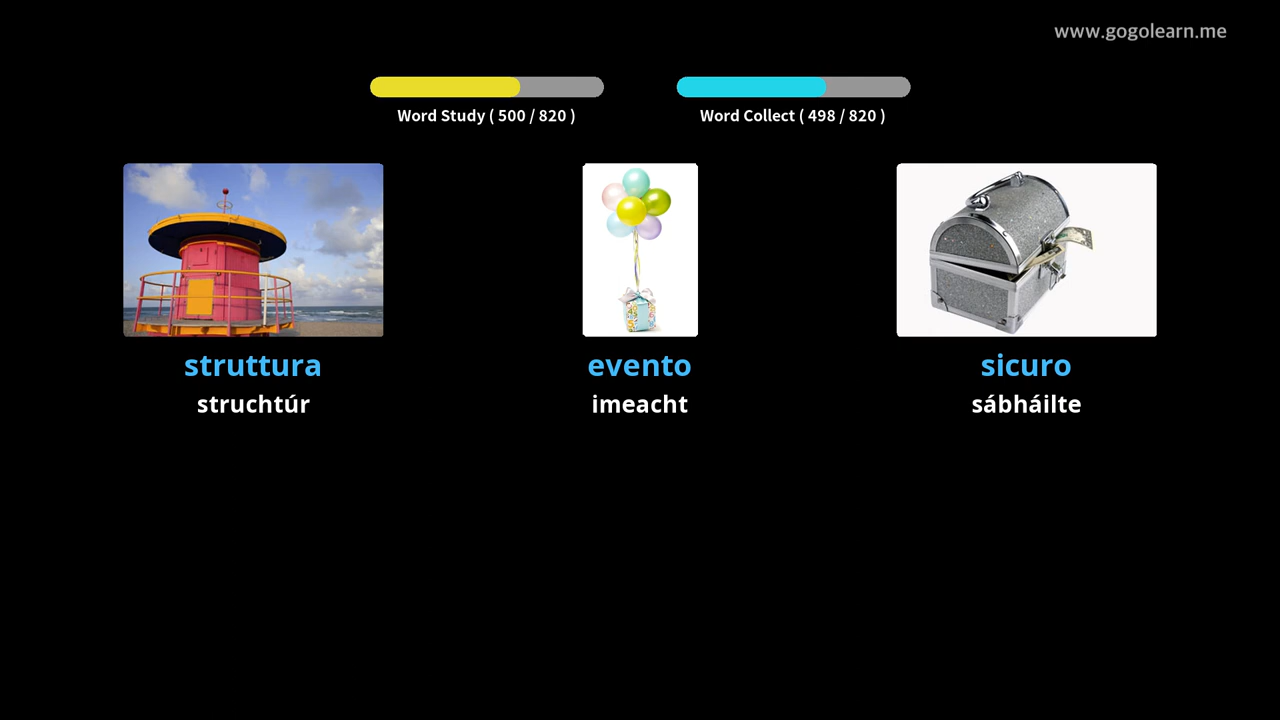 www.gogolearn.me
Word Study ( 500 / 820 )
Word Collect ( 498 / 820 )
struttura
struchtúr
evento
imeacht
sicuro
sábháilte